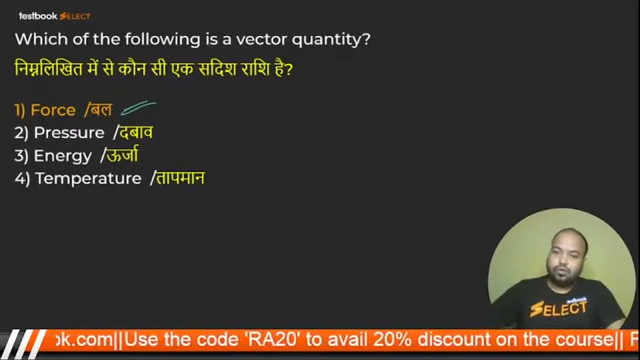 testbook SELECT
Which of the following is a vector quantity?
निम्नलिखित में से कौन सी एक सदिश राशि है?
1) Force /बल
2) Pressure /दबाव
3) Energy /ऊर्जा
4) Temperature /तापमान
testbook
SELECT
ok.com||Use the code 'RA20' to avail 20% discount on the course||